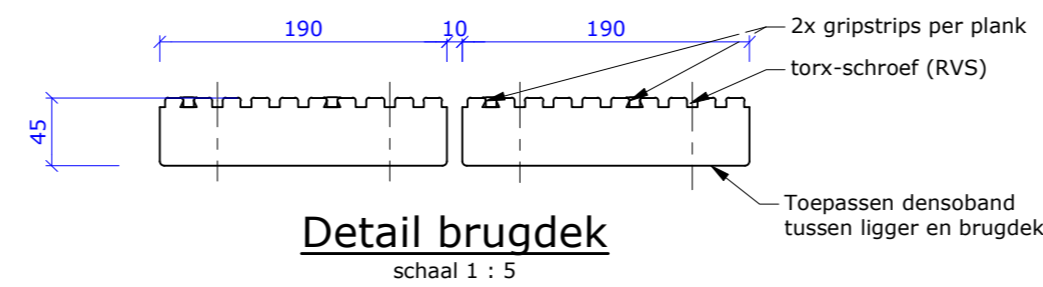 190
10
190
2x gripstrips per plank
torx-schroef (RVS)
45
Toepassen densoband
tussen ligger en brugdek
Detail brugdek
schaal 1 : 5